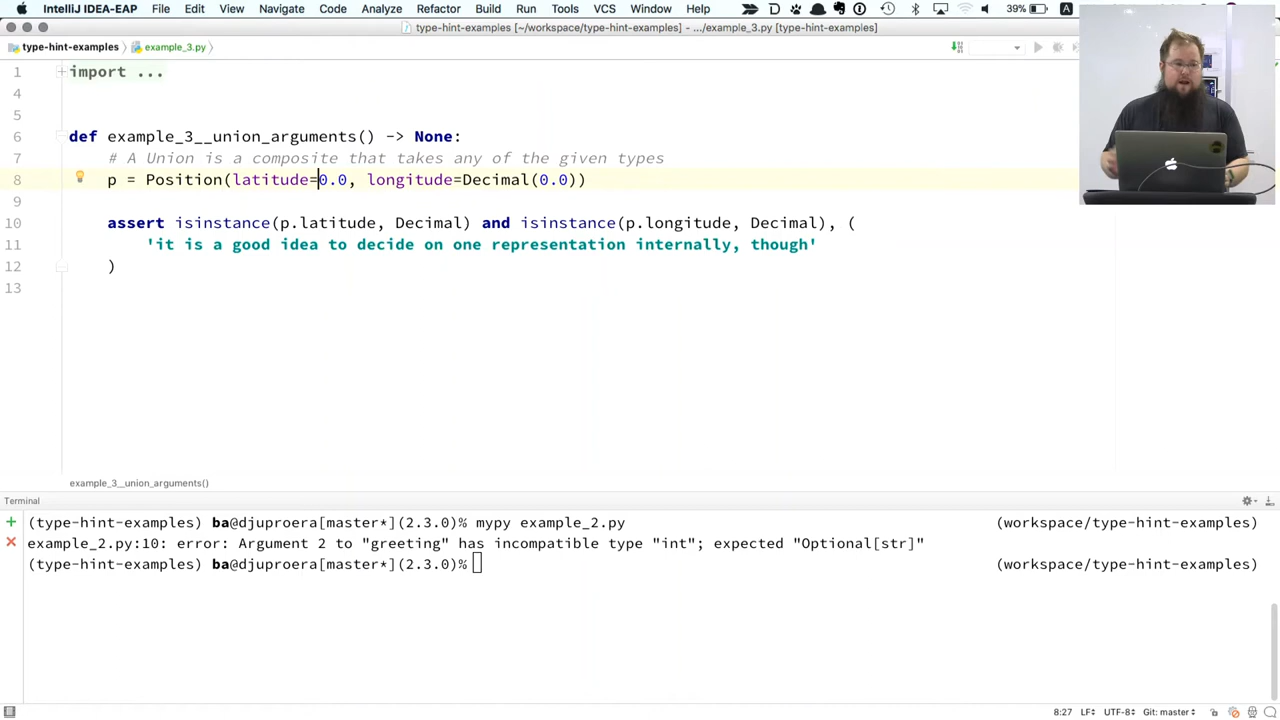 IntelliJ IDEA-EAP File Edit View Navigate Code Analyze Refactor Build Run Tools VCS Window Help 39% A
type-hint-examples [~/workspace/type-hint-examples] - .../example_3.py [type-hint-examples]
type-hint-examples example_3.py
1 import ...
4
5
6 def example_3__union_arguments() -> None:
7 # A Union is a composite that takes any of the given types
8 p = Position(latitude=0.0, longitude=Decimal(0.0))
9
10 assert isinstance(p.latitude, Decimal) and isinstance(p.longitude, Decimal), (
11 'it is a good idea to decide on one representation internally, though'
12 )
13
example_3__union_arguments()
Terminal
(type-hint-examples) ba@djuproera[master*](2.3.0)% mypy example_2.py (workspace/type-hint-examples)
example_2.py:10: error: Argument 2 to "greeting" has incompatible type "int"; expected "Optional[str]"
(type-hint-examples) ba@djuproera[master*](2.3.0)% (workspace/type-hint-examples)
8:27 LF UTF-8 Git: master